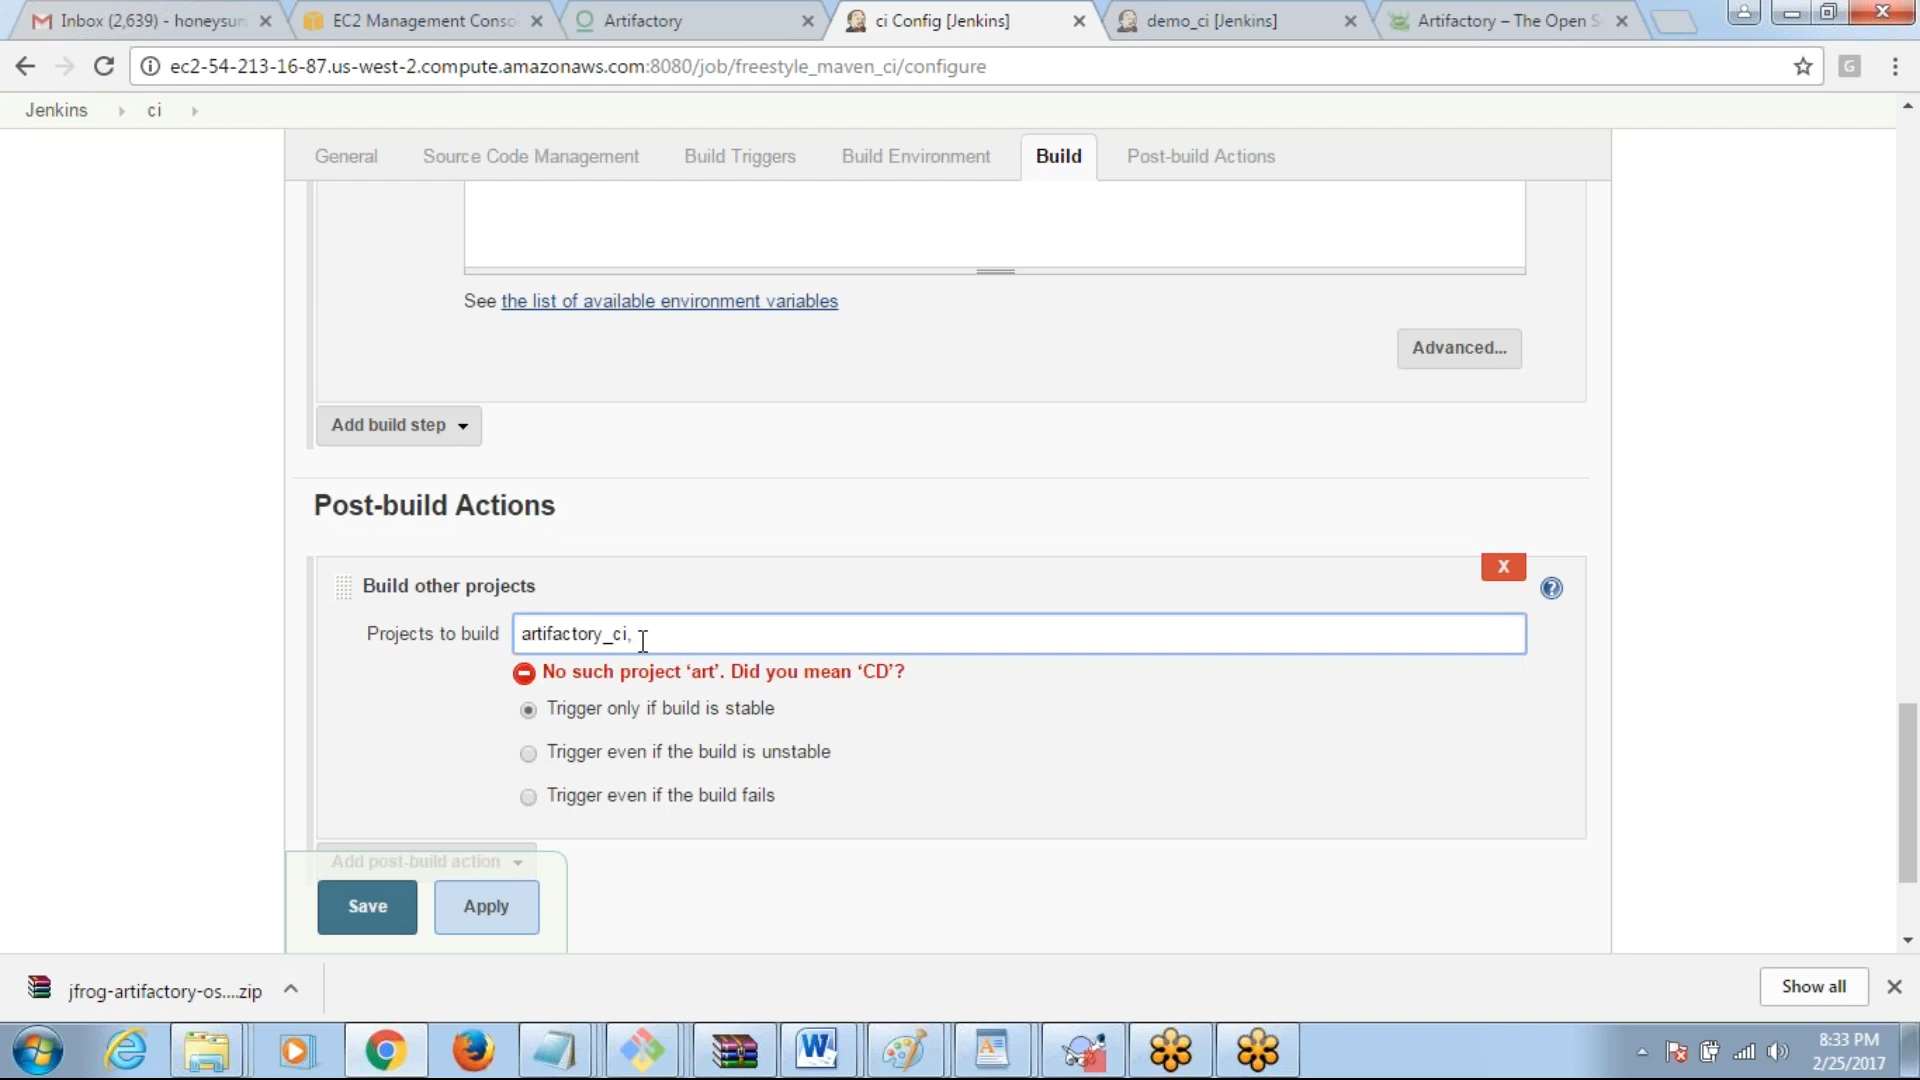 Inbox (2,639) - honeysun
EC2 Management Conso
Artifactory
ci Config [Jenkins]
demo_ci [Jenkins]
Artifactory – The Open S
ec2-54-213-16-87.us-west-2.compute.amazonaws.com:8080/job/freestyle_maven_ci/configure
Jenkins
ci
General
Source Code Management
Build Triggers
Build Environment
Build
Post-build Actions
See the list of available environment variables
Advanced...
Add build step
Post-build Actions
X
Build other projects
Projects to build
artifactory_ci,
No such project ‘art’. Did you mean ‘CD’?
Trigger only if build is stable
Trigger even if the build is unstable
Trigger even if the build fails
Add post-build action
Save
Apply
jfrog-artifactory-os....zip
Show all
8:33 PM
2/25/2017